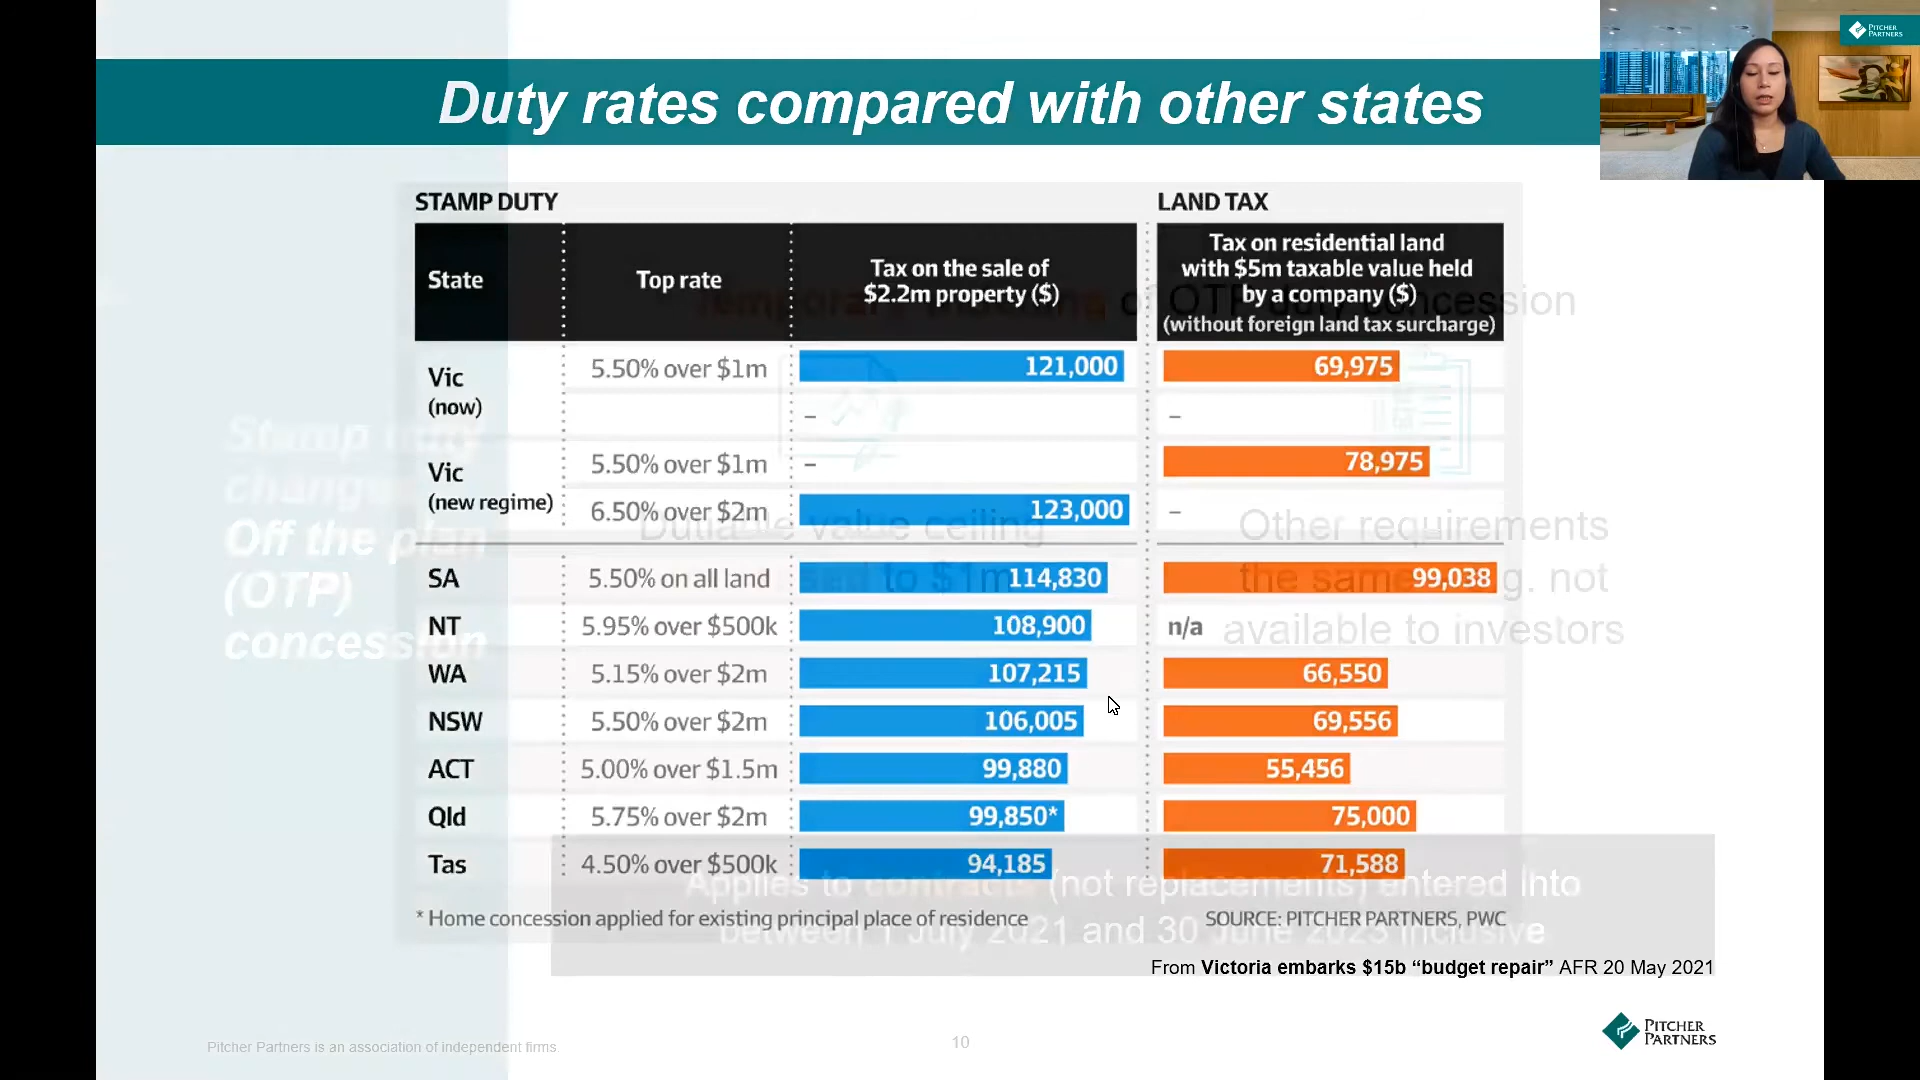 PITCHER
PARTNERS
Duty rates compared with other states
STAMP DUTY
LAND TAX
State
Top rate
Tax on the sale of
$2.2m property ($)
Tax on residential land
with $5m taxable value held
by a company ($)
(without foreign land tax surcharge)
Temporary indexing of OTP duty concession
Vic
(now)
5.50% over $1m
121,000
69,975
–
–
Vic
(new regime)
5.50% over $1m
–
78,975
6.50% over $2m
123,000
–
Stamp duty
changes
Off the plan
(OTP)
concession
Dutiable value ceiling
to $1m
Other requirements
the same e.g. not
available to investors
SA
5.50% on all land
114,830
99,038
NT
5.95% over $500k
108,900
n/a
WA
5.15% over $2m
107,215
66,550
NSW
5.50% over $2m
106,005
69,556
ACT
5.00% over $1.5m
99,880
55,456
Qld
5.75% over $2m
99,850*
75,000
Tas
4.50% over $500k
94,185
71,588
Applies to contracts (not replacements) entered into
between 1 July 2021 and 30 June 2023 inclusive
* Home concession applied for existing principal place of residence
SOURCE: PITCHER PARTNERS, PWC
From Victoria embarks $15b “budget repair” AFR 20 May 2021
Pitcher Partners is an association of independent firms
10
PITCHER
PARTNERS